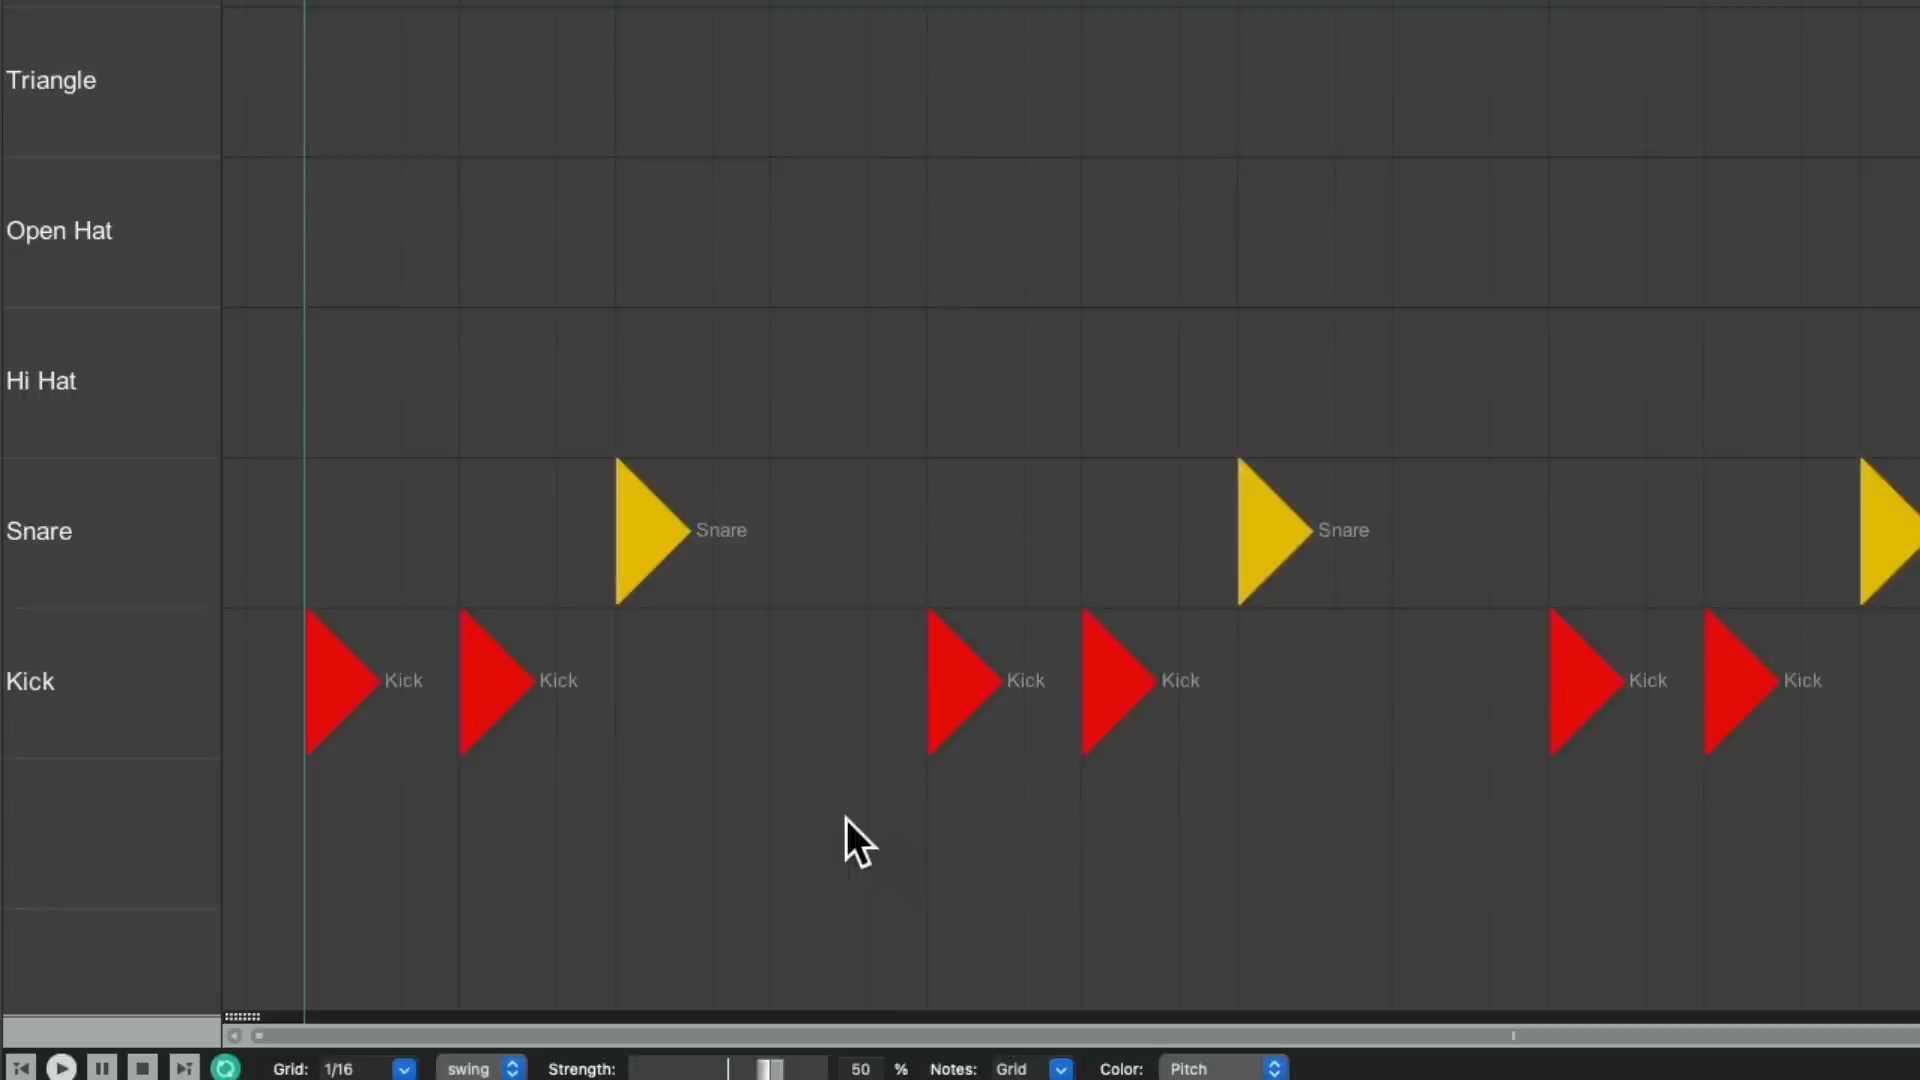 Triangle
Open Hat
Hi Hat
Snare
Snare
Snare
Kick
Kick
Kick
Kick
Kick
Kick
Kick
Grid: 1/16 swing Strength: 50 % Notes: Grid Color: Pitch